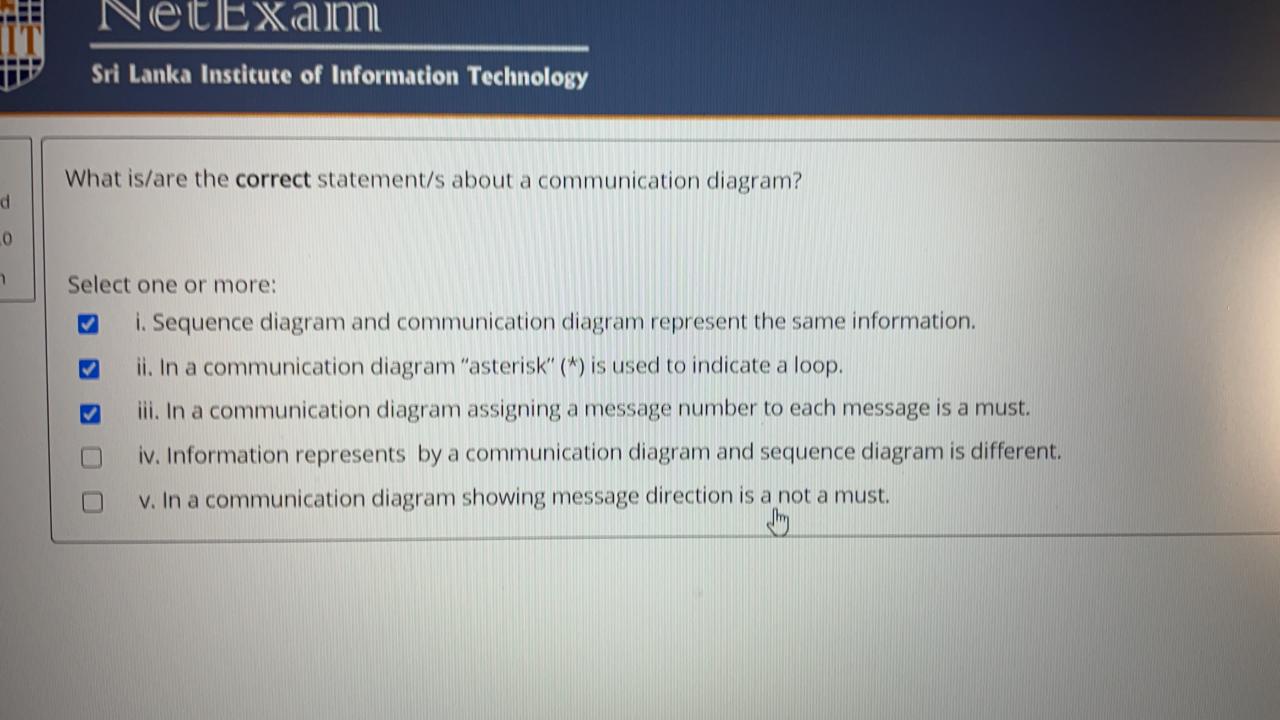 NetExam
IIT
Sri Lanka Institute of Information Technology
What is/are the correct statement/s about a communication diagram?
d
.0
Select one or more:
i. Sequence diagram and communication diagram represent the same information.
ii. In a communication diagram “asterisk” (*) is used to indicate a loop.
iii. In a communication diagram assigning a message number to each message is a must.
iv. Information represents by a communication diagram and sequence diagram is different.
v. In a communication diagram showing message direction is a not a must.